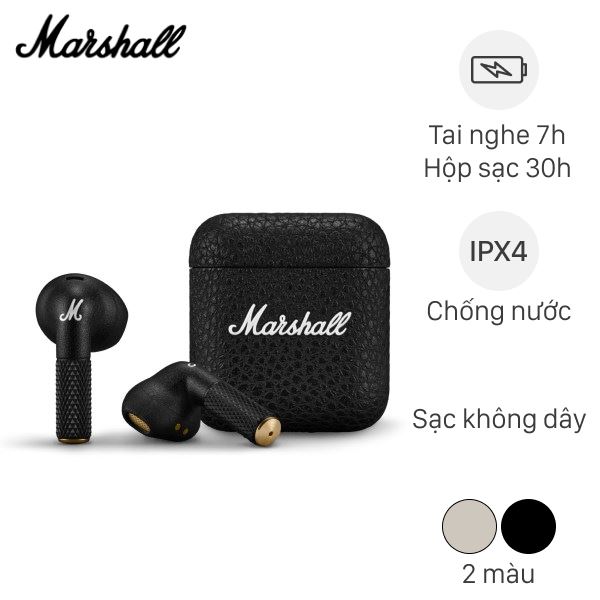 Marshall
Tai nghe 7h
Hộp sạc 30h
IPX4
Chống nước
M
Marshall
Sạc không dây
2 màu